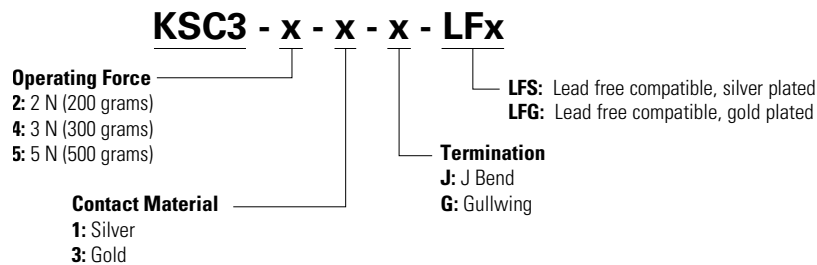 KSC3 - x - x - x - LFx
Operating Force
2: 2 N (200 grams)
4: 3 N (300 grams)
5: 5 N (500 grams)
LFS: Lead free compatible, silver plated
LFG: Lead free compatible, gold plated
Termination
J: J Bend
G: Gullwing
Contact Material
1: Silver
3: Gold